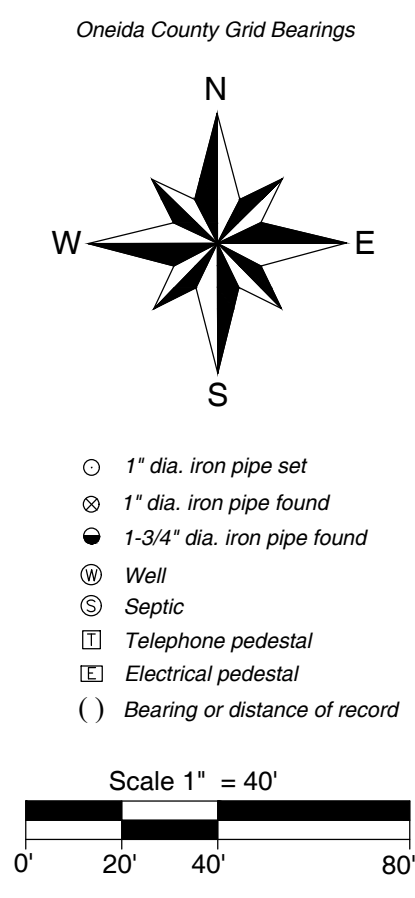 Oneida County Grid Bearings
N
W E
S
1" dia. iron pipe set
1" dia. iron pipe found
1-3/4" dia. iron pipe found
W Well
S Septic
T Telephone pedestal
E Electrical pedestal
( ) Bearing or distance of record
Scale 1" = 40'
0' 20' 40' 80'